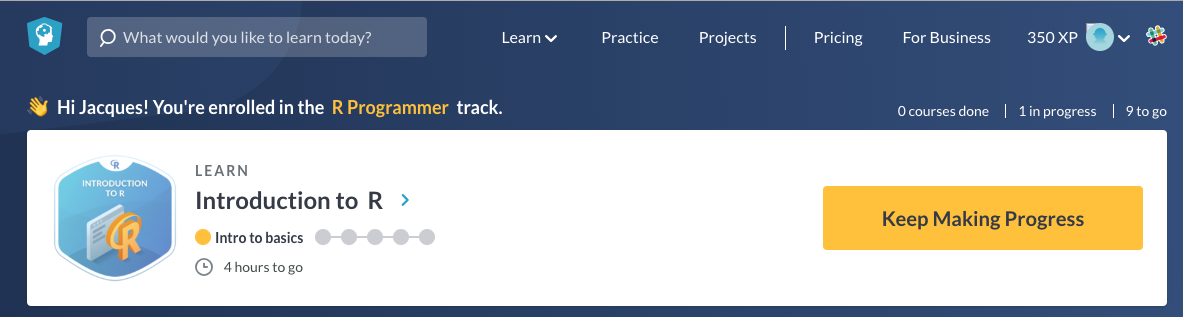 What would you like to learn today?
Learn
Practice
Projects
Pricing
For Business
350 XP
👋 Hi Jacques! You're enrolled in the R Programmer track.
0 courses done | 1 in progress | 9 to go
R
INTRODUCTION
TO R
R
LEARN
Introduction to R
Intro to basics
4 hours to go
Keep Making Progress